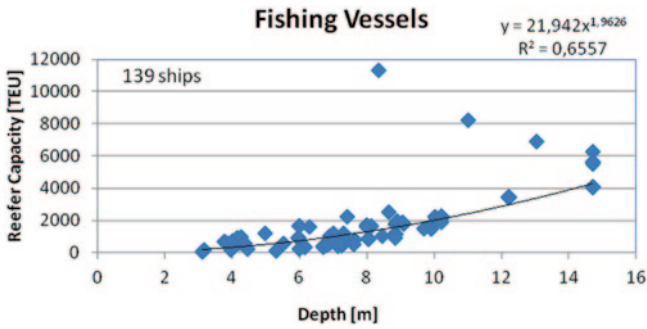 Fishing Vessels
y = 21,942x^1,9626
R² = 0,6557
139 ships
Reefer Capacity [TEU]
12000
10000
8000
6000
4000
2000
0
0 2 4 6 8 10 12 14 16
Depth [m]